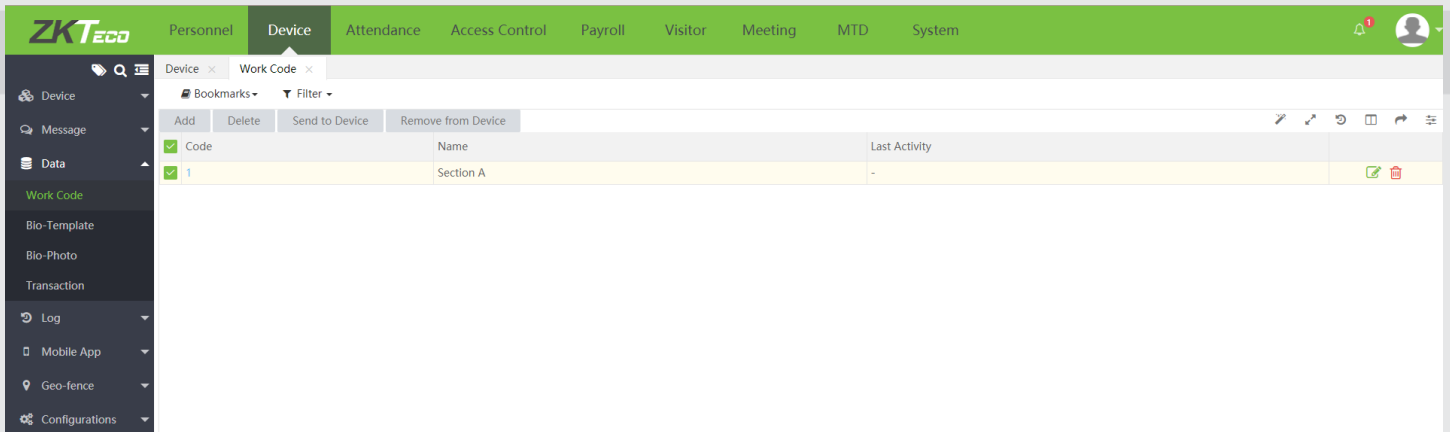 ZKTECO Personnel Device Attendance Access Control Payroll Visitor Meeting MTD System 1
Device × Work Code ×
Bookmarks Filter
Add Delete Send to Device Remove from Device
Code Name Last Activity
1 Section A -
Device
Message
Data
Work Code
Bio-Template
Bio-Photo
Transaction
Log
Mobile App
Geo-fence
Configurations